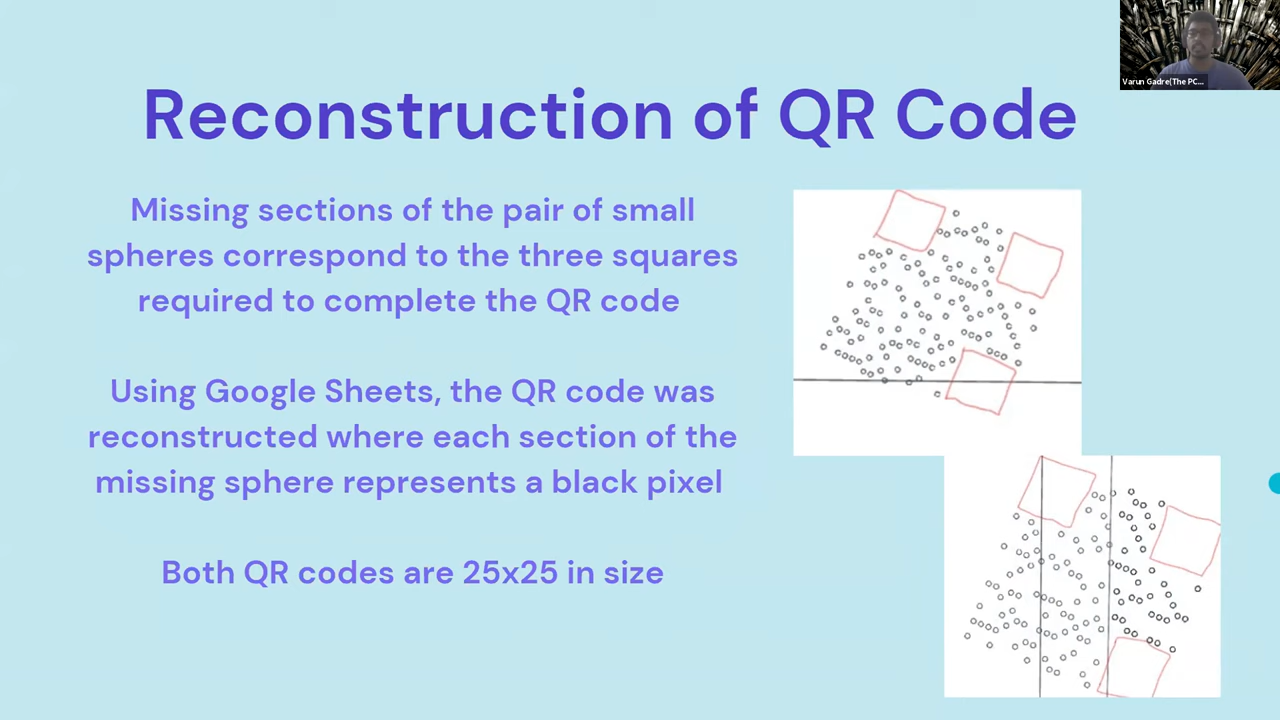 Reconstruction of QR Code
Missing sections of the pair of small
spheres correspond to the three squares
required to complete the QR code
Using Google Sheets, the QR code was
reconstructed where each section of the
missing sphere represents a black pixel
Both QR codes are 25x25 in size
Varun Gadre(The PC...